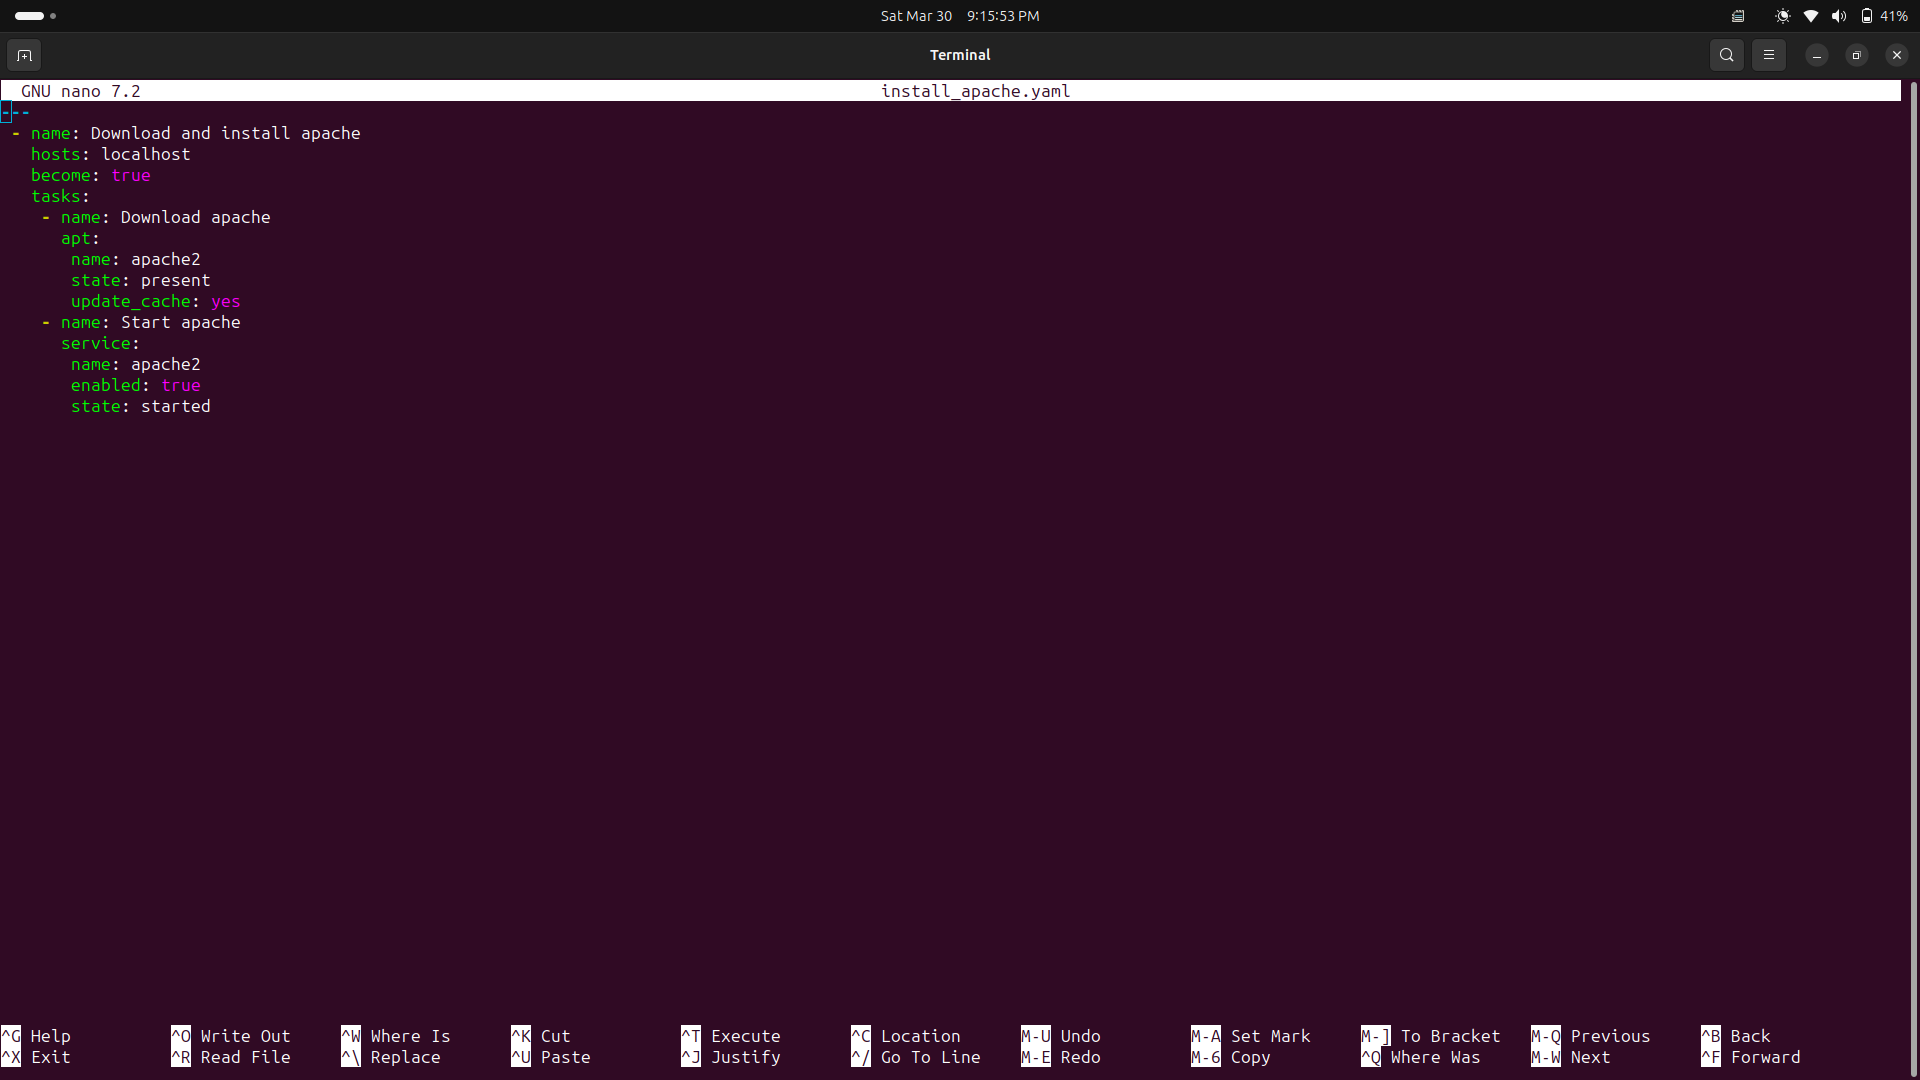 Sat Mar 30 9:15:53 PM
41%
Terminal
GNU nano 7.2 install_apache.yaml
---
 - name: Download and install apache
   hosts: localhost
   become: true
   tasks:
    - name: Download apache
      apt:
       name: apache2
       state: present
       update_cache: yes
    - name: Start apache
      service:
       name: apache2
       enabled: true
       state: started
^G Help ^O Write Out ^W Where Is ^K Cut ^T Execute ^C Location M-U Undo M-A Set Mark M-] To Bracket M-Q Previous ^B Back
^X Exit ^R Read File ^\ Replace ^U Paste ^J Justify ^/ Go To Line M-E Redo M-6 Copy ^Q Where Was M-W Next ^F Forward